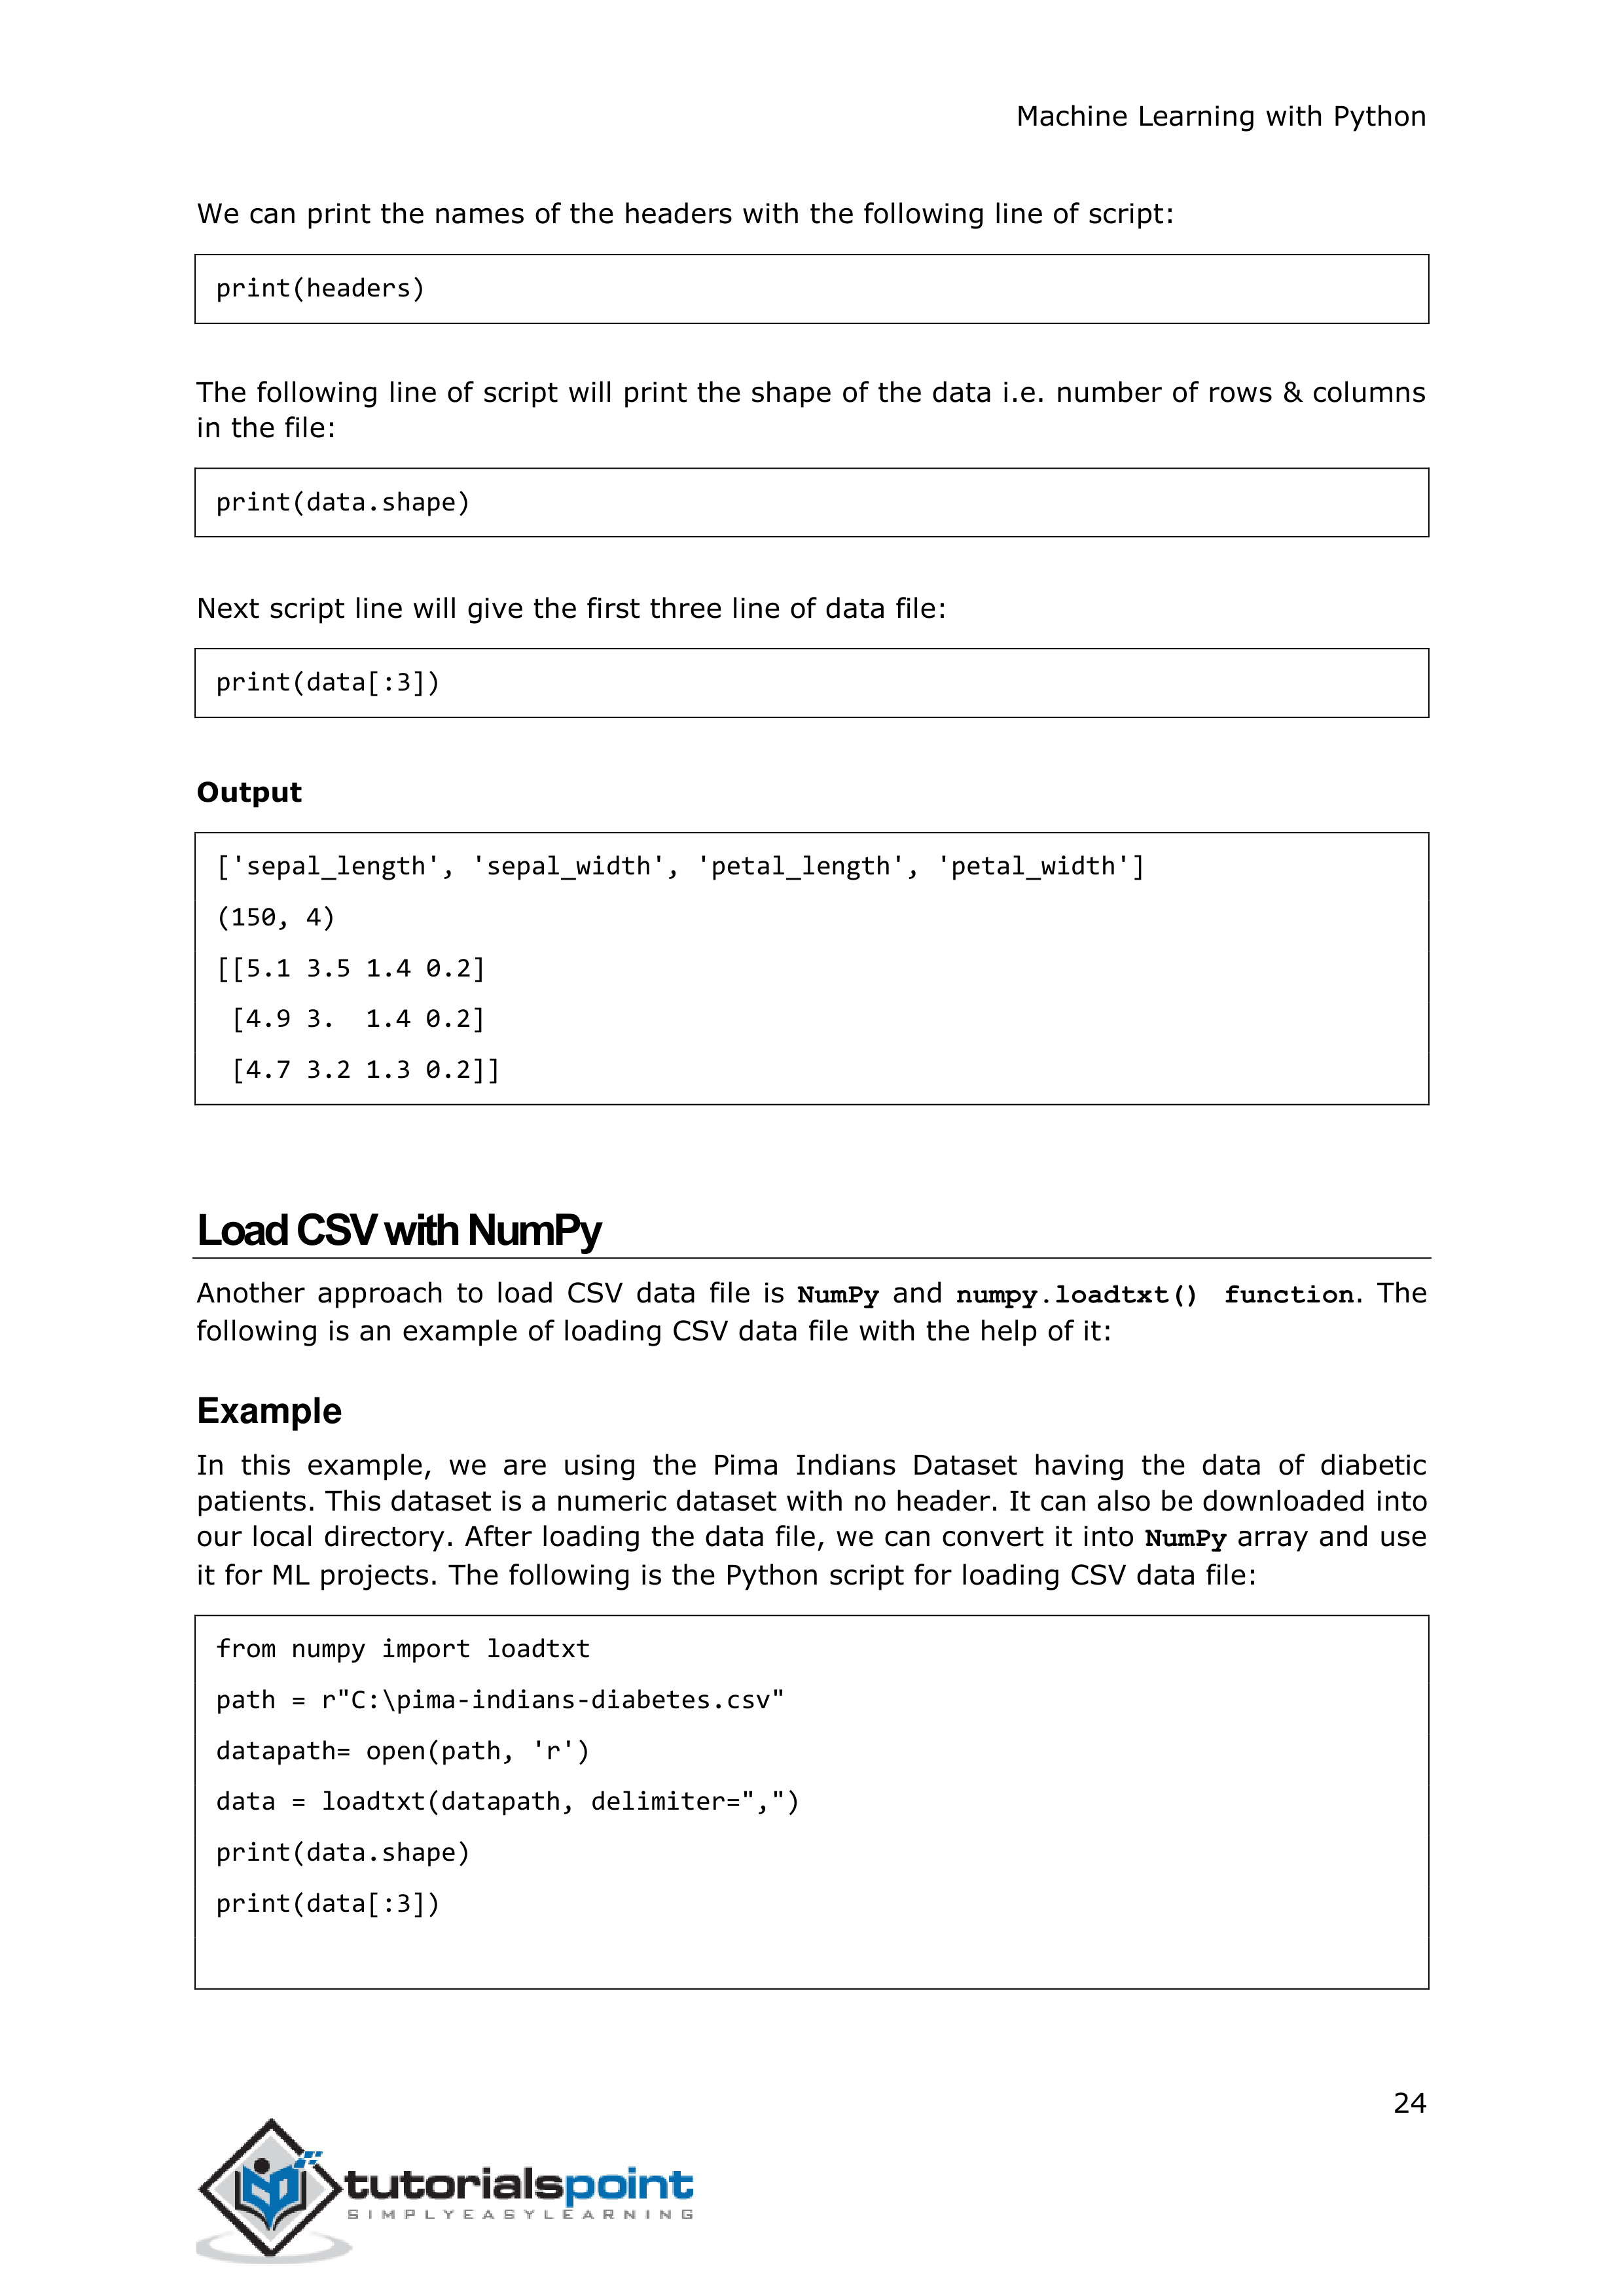 Machine Learning with Python
We can print the names of the headers with the following line of script:
print(headers)
The following line of script will print the shape of the data i.e. number of rows & columns
in the file:
print(data.shape)
Next script line will give the first three line of data file:
print(data[:3])
Output
['sepal_length', 'sepal_width', 'petal_length', 'petal_width']
(150, 4)
[[5.1 3.5 1.4 0.2]
 [4.9 3.  1.4 0.2]
 [4.7 3.2 1.3 0.2]]
Load CSV with NumPy
Another approach to load CSV data file is NumPy and numpy.loadtxt() function. The
following is an example of loading CSV data file with the help of it:
Example
In this example, we are using the Pima Indians Dataset having the data of diabetic
patients. This dataset is a numeric dataset with no header. It can also be downloaded into
our local directory. After loading the data file, we can convert it into NumPy array and use
it for ML projects. The following is the Python script for loading CSV data file:
from numpy import loadtxt
path = r"C:\pima-indians-diabetes.csv"
datapath= open(path, 'r')
data = loadtxt(datapath, delimiter=",")
print(data.shape)
print(data[:3])
24
tutorialspoint
SIMPLYEASYLEARNING